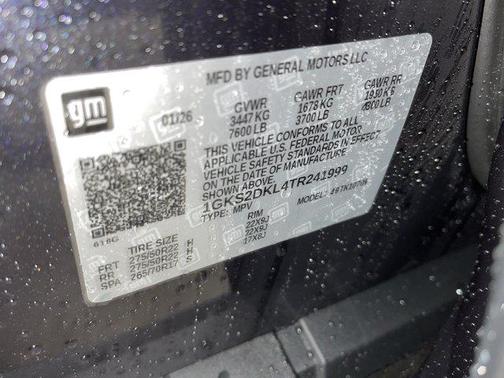 gm
MFD BY GENERAL MOTORS LLC
01/26 GVWR GAWR FRT GAWR RR
3447 KG 1678 KG
7600 LB 3700 LB LB
THIS VEHICLE CONFORMS TO ALL
APPLICABLE U.S. FEDERAL MOTOR
VEHICLE SAFETY STANDARDS IN EFFECT
ON THE DATE OF MANUFACTURE
SHOWN ABOVE.
1GKS2DKL4TR241999
TYPE: MPV
TIRE SIZE RIM
FRT 275/50R22 H 22X9J
RR 275/50R22 H 22X9J
SPA 265/70R17 S 17X8J